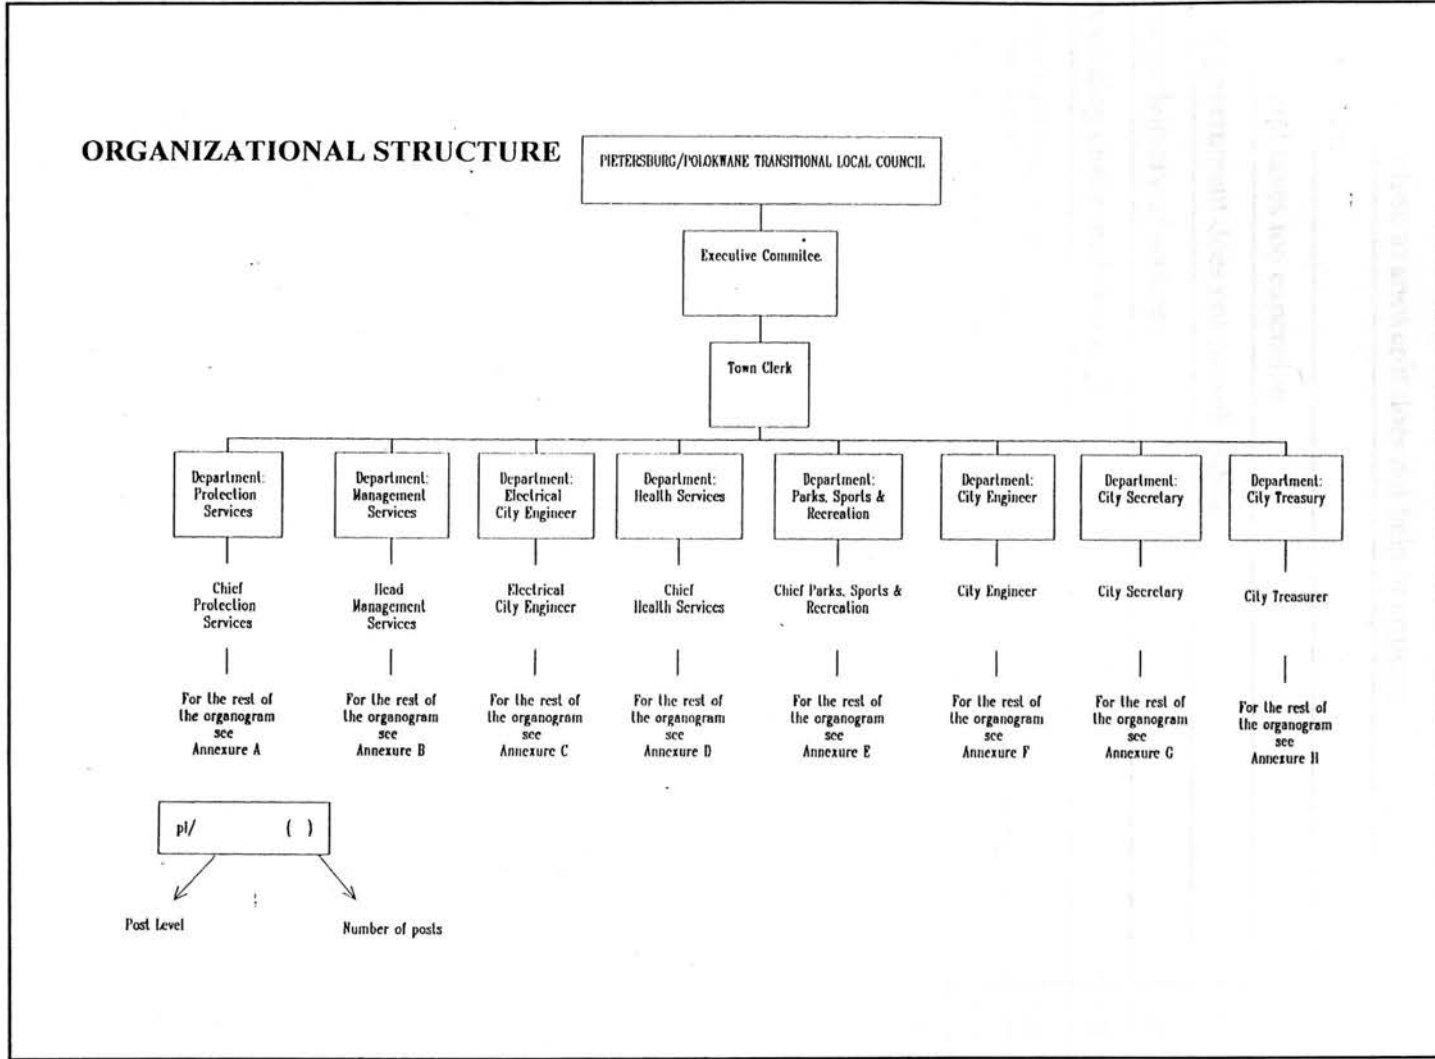 ORGANIZATIONAL STRUCTURE
PIETERSBURG/POLOKWANE TRANSITIONAL LOCAL COUNCIL
Executive Commitee.
Town Clerk
Department:
Protection
Services
Department:
Management
Services
Department:
Electrical
City Engineer
Department:
Health Services
Department:
Parks, Sports &
Recreation
Department:
City Engineer
Department:
City Secretary
Department:
City Treasury
Chief
Protection
Services
Head
Management
Services
Electrical
City Engineer
Chief
Health Services
Chief Parks, Sports &
Recreation
City Engineer
City Secretary
City Treasurer
For the rest of
the organogram
see
Annexure A
For the rest of
the organogram
see
Annexure B
For the rest of
the organogram
see
Annexure C
For the rest of
the organogram
see
Annexure D
For the rest of
the organogram
see
Annexure E
For the rest of
the organogram
see
Annexure F
For the rest of
the organogram
see
Annexure G
For the rest of
the organogram
see
Annexure H
pl/ ( )
Post Level
Number of posts